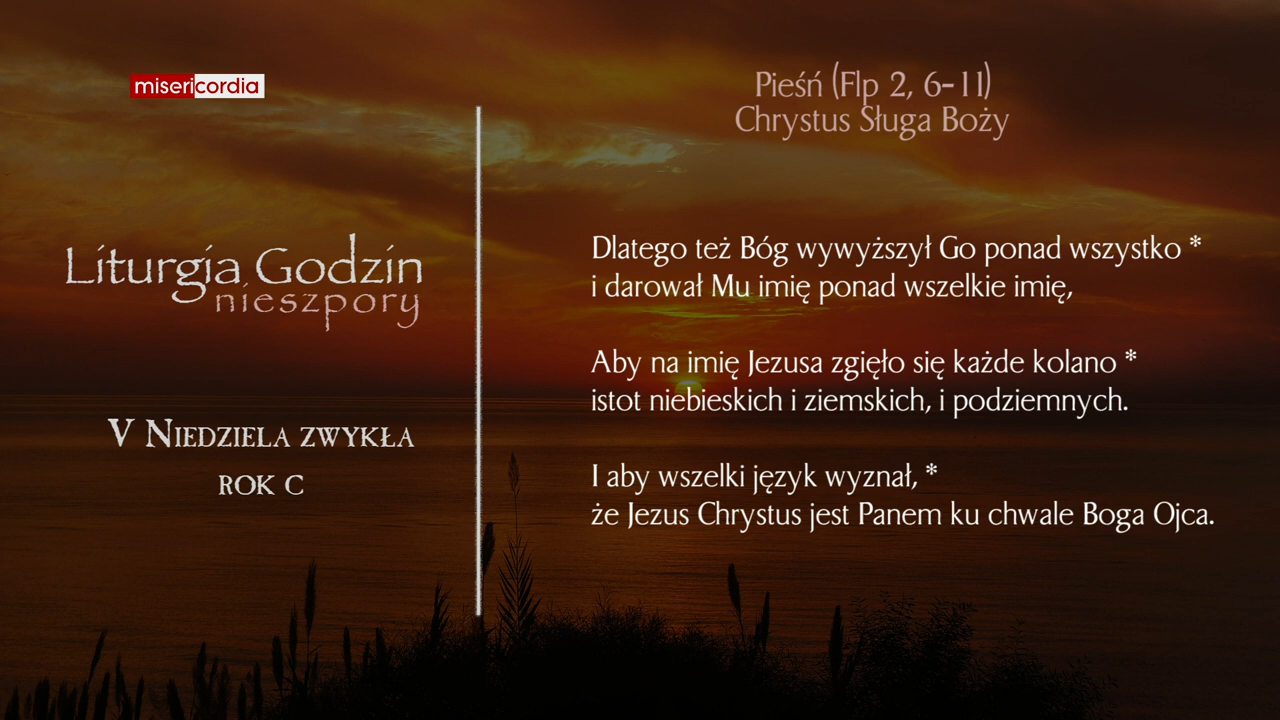 misericordia
Liturgia Godzin
nieszpory
V Niedziela zwykła
rok C
Pieśń (Flp 2, 6-11)
Chrystus Sługa Boży
Dlatego też Bóg wywyższył Go ponad wszystko *
i darował Mu imię ponad wszelkie imię,
Aby na imię Jezusa zgięło się każde kolano *
istot niebieskich i ziemskich, i podziemnych.
I aby wszelki język wyznał, *
że Jezus Chrystus jest Panem ku chwale Boga Ojca.